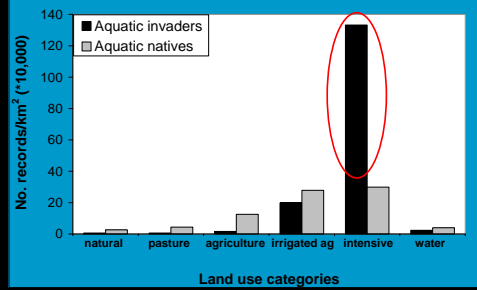 140
120
100
80
60
40
20
0
No. records/km² (*10,000)
Aquatic invaders
Aquatic natives
natural pasture agriculture irrigated ag intensive water
Land use categories